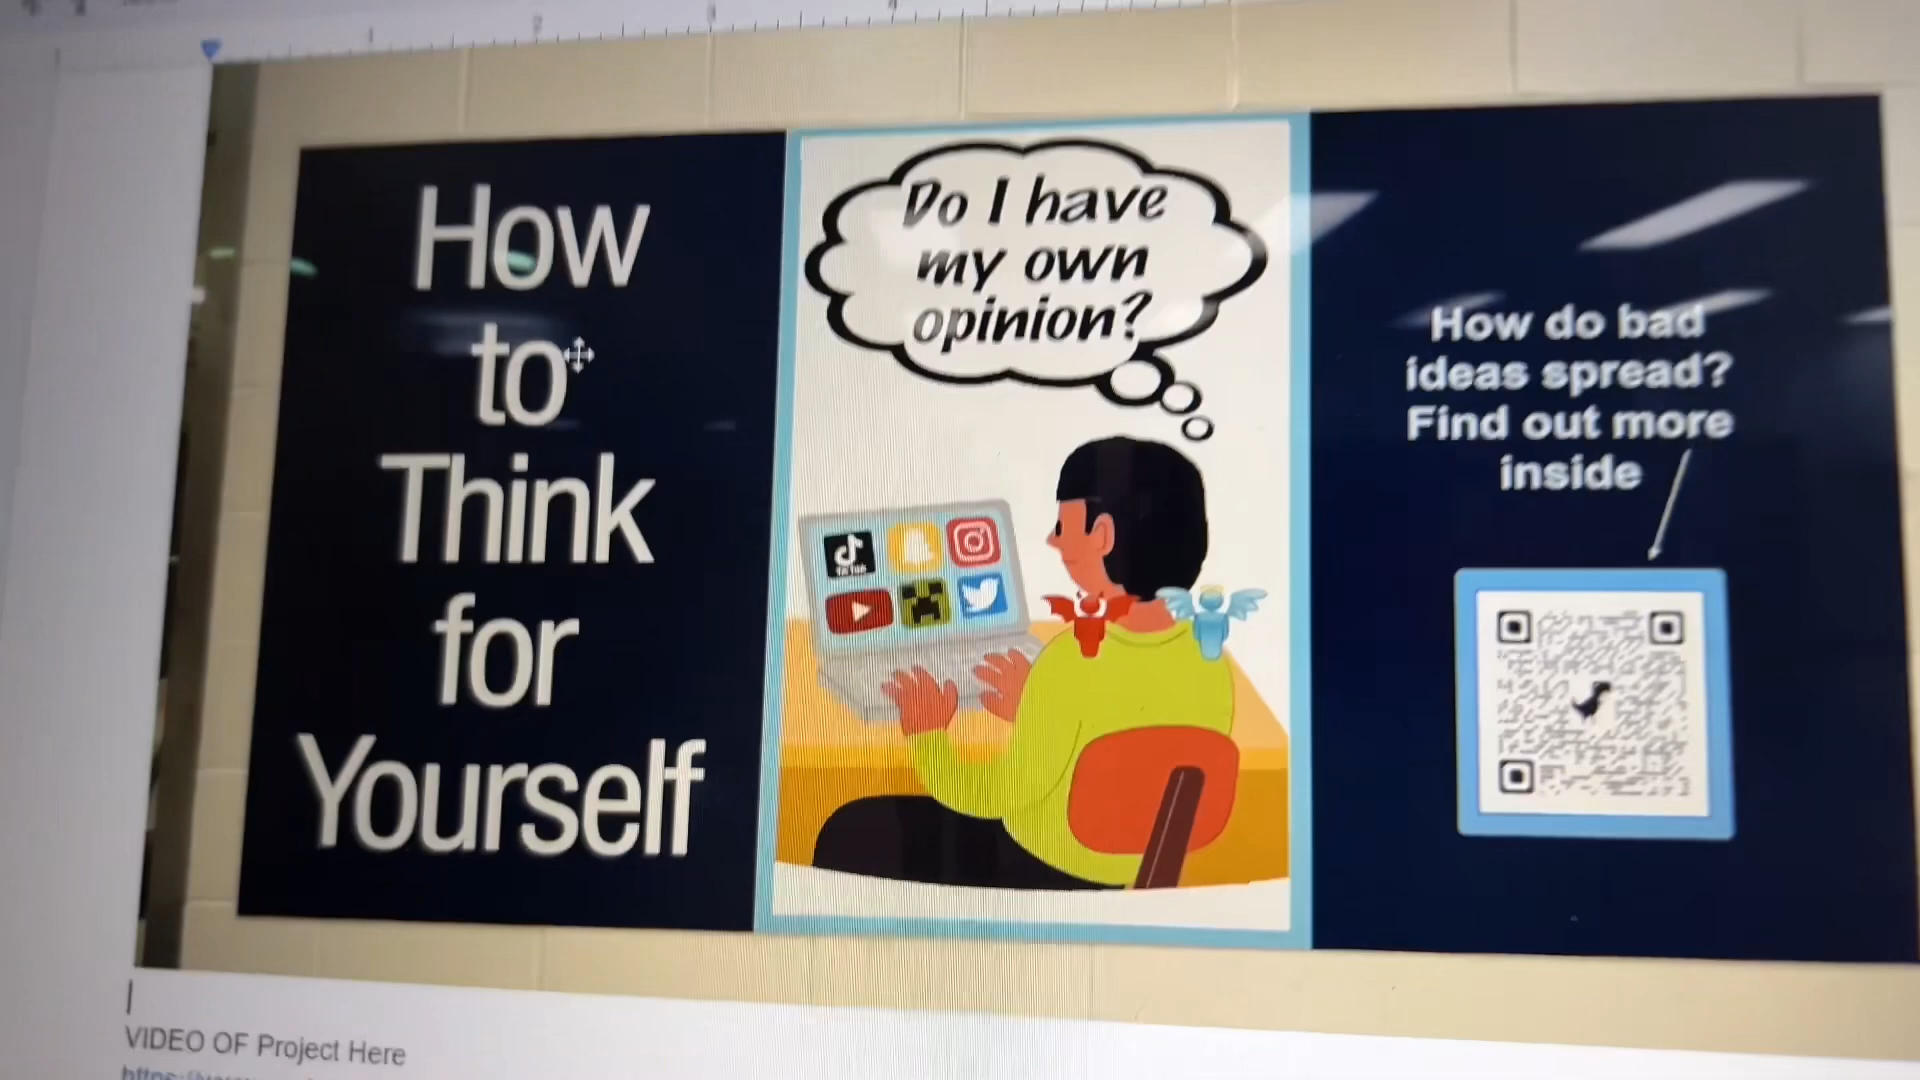 How
to
Think
for
Yourself
Do I have
my own
opinion?
TikTok
How do bad
ideas spread?
Find out more
inside
VIDEO OF Project Here